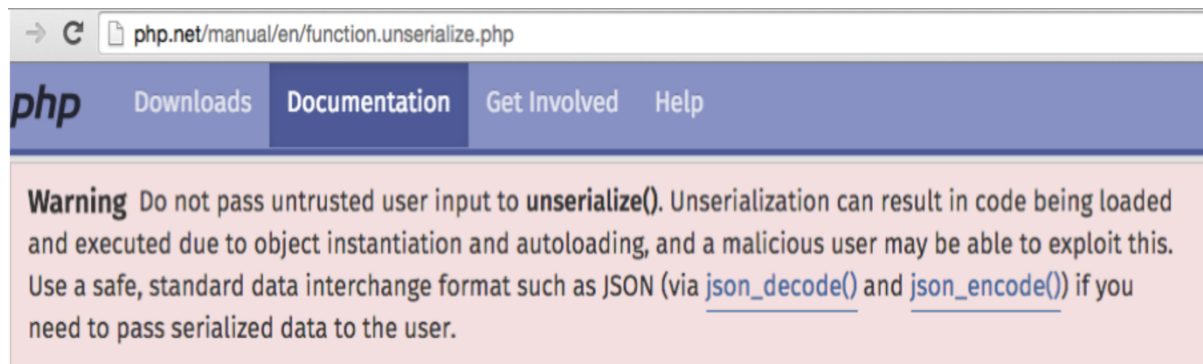 php.net/manual/en/function.unserialize.php
php Downloads Documentation Get Involved Help
Warning Do not pass untrusted user input to unserialize(). Unserialization can result in code being loaded
and executed due to object instantiation and autoloading, and a malicious user may be able to exploit this.
Use a safe, standard data interchange format such as JSON (via json_decode() and json_encode()) if you
need to pass serialized data to the user.